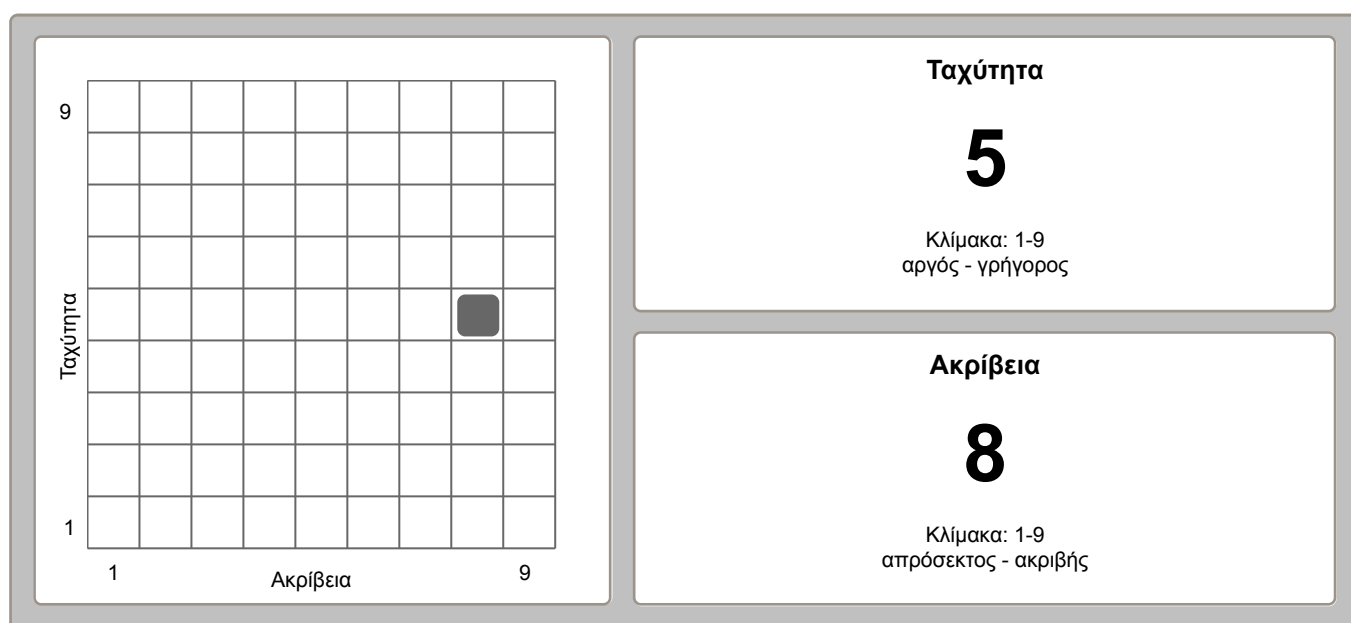 9
Ταχύτητα
1
1
Ακρίβεια
9
Ταχύτητα
5
Κλίμακα: 1-9
αργός - γρήγορος
Ακρίβεια
8
Κλίμακα: 1-9
απρόσεκτος - ακριβής